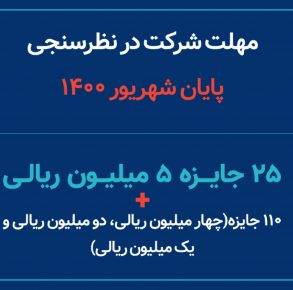 مهلت شرکت در نظرسنجی
پایان شهریور ۱۴۰۰
۲۵ جایزه ۵ میلیون ریالی
+
۱۱۰ جایزه(چهار میلیون ریالی، دو میلیون ریالی و
یک میلیون ریالی)